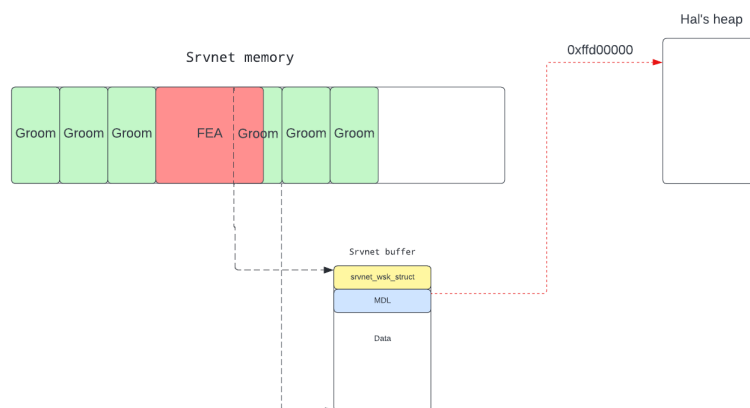 Hal's heap
0xffd00000
Srvnet memory
Groom Groom Groom FEA Groom Groom Groom
Srvnet buffer
srvnet_wsk_struct
MDL
Data